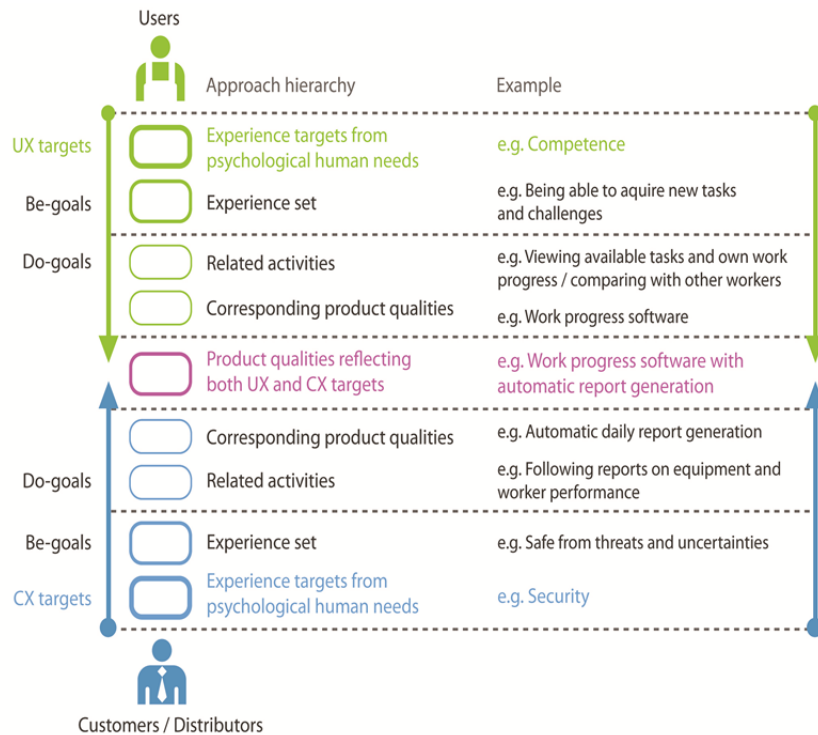 Users
Approach hierarchy
Example
UX targets
Experience targets from
psychological human needs
e.g. Competence
Be-goals
Experience set
e.g. Being able to aquire new tasks
and challenges
Do-goals
Related activities
e.g. Viewing available tasks and own work
progress / comparing with other workers
Corresponding product qualities
e.g. Work progress software
Product qualities reflecting
both UX and CX targets
e.g. Work progress software with
automatic report generation
Corresponding product qualities
e.g. Automatic daily report generation
Do-goals
Related activities
e.g. Following reports on equipment and
worker performance
Be-goals
Experience set
e.g. Safe from threats and uncertainties
CX targets
Experience targets from
psychological human needs
e.g. Security
Customers / Distributors